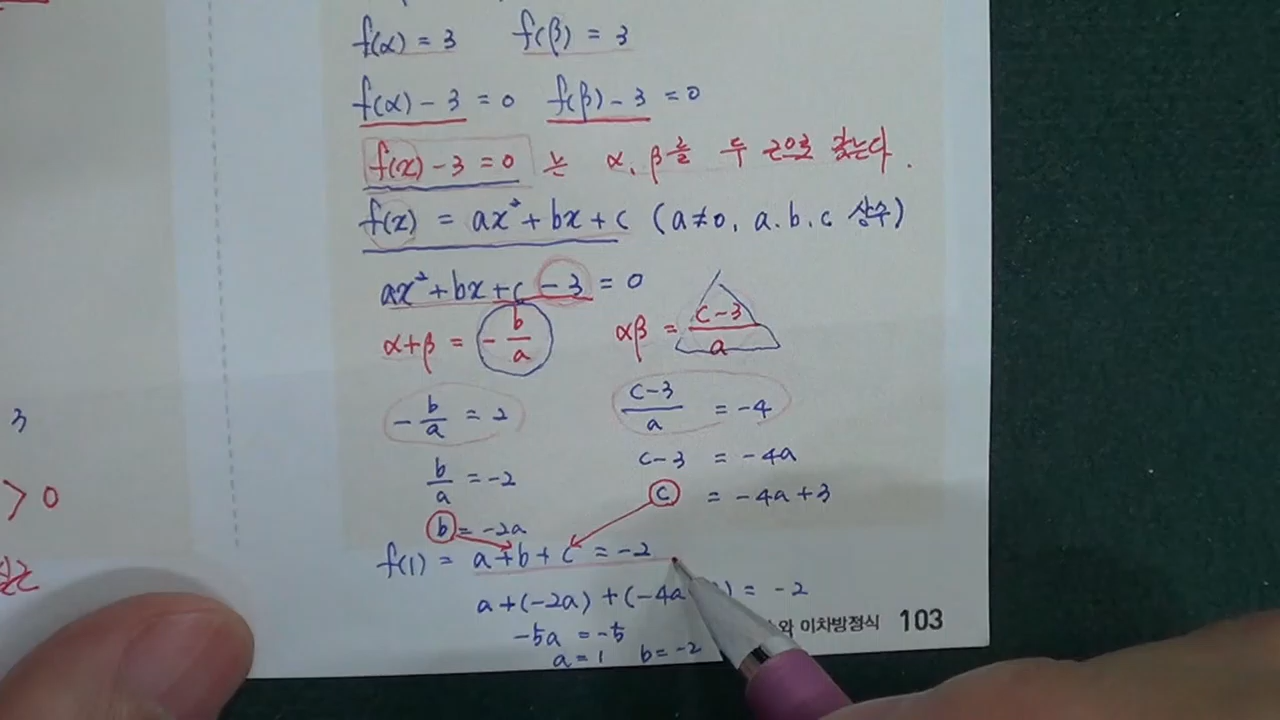 f(α) = 3 f(β) = 3
f(α) - 3 = 0 f(β) - 3 = 0
f(x) - 3 = 0 는 α, β를 두 근으로 갖는다.
f(x) = ax² + bx + c (a≠0, a.b.c 상수)
ax² + bx + c - 3 = 0
α+β = - b/a αβ = c-3/a
3
- b/a = 2 c-3/a = -4
b/a = -2 c-3 = -4a
> 0
c = -4a+3
b = -2a
f(1) = a+b+c = -2
a+(-2a)+(-4a ) = -2
-5a = -5
a = 1 b = -2
와 이차방정식 103